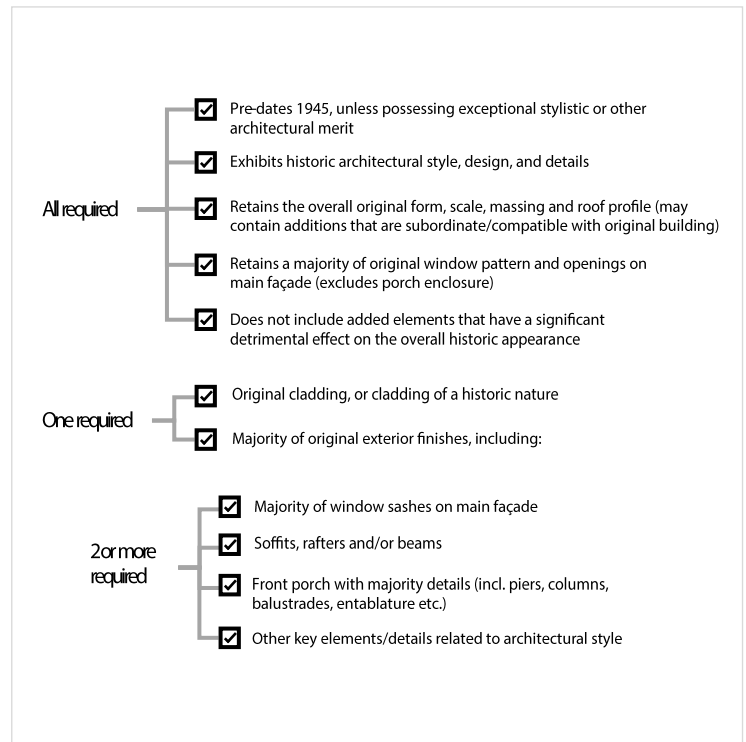 Pre-dates 1945, unless possessing exceptional stylistic or other
architectural merit
Exhibits historic architectural style, design, and details
All required
Retains the overall original form, scale, massing and roof profile (may
contain additions that are subordinate/compatible with original building)
Retains a majority of original window pattern and openings on
main façade (excludes porch enclosure)
Does not include added elements that have a significant
detrimental effect on the overall historic appearance
One required
Original cladding, or cladding of a historic nature
Majority of original exterior finishes, including:
2 or more
required
Majority of window sashes on main façade
Soffits, rafters and/or beams
Front porch with majority details (incl. piers, columns,
balustrades, entablature etc.)
Other key elements/details related to architectural style